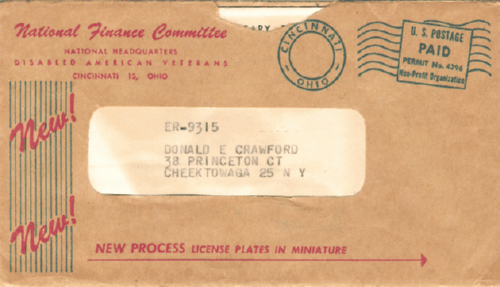 National Finance Committee
NATIONAL HEADQUARTERS
DISABLED AMERICAN VETERANS
CINCINNATI 15, OHIO
CINCINNATI
OHIO
U. S. POSTAGE
PAID
PERMIT No. 4394
Non-Profit Organization
New!
ER-9315
DONALD E CRAWFORD
38 PRINCETON CT
CHEEKTOWAGA 25 N Y
New!
NEW PROCESS LICENSE PLATES IN MINIATURE